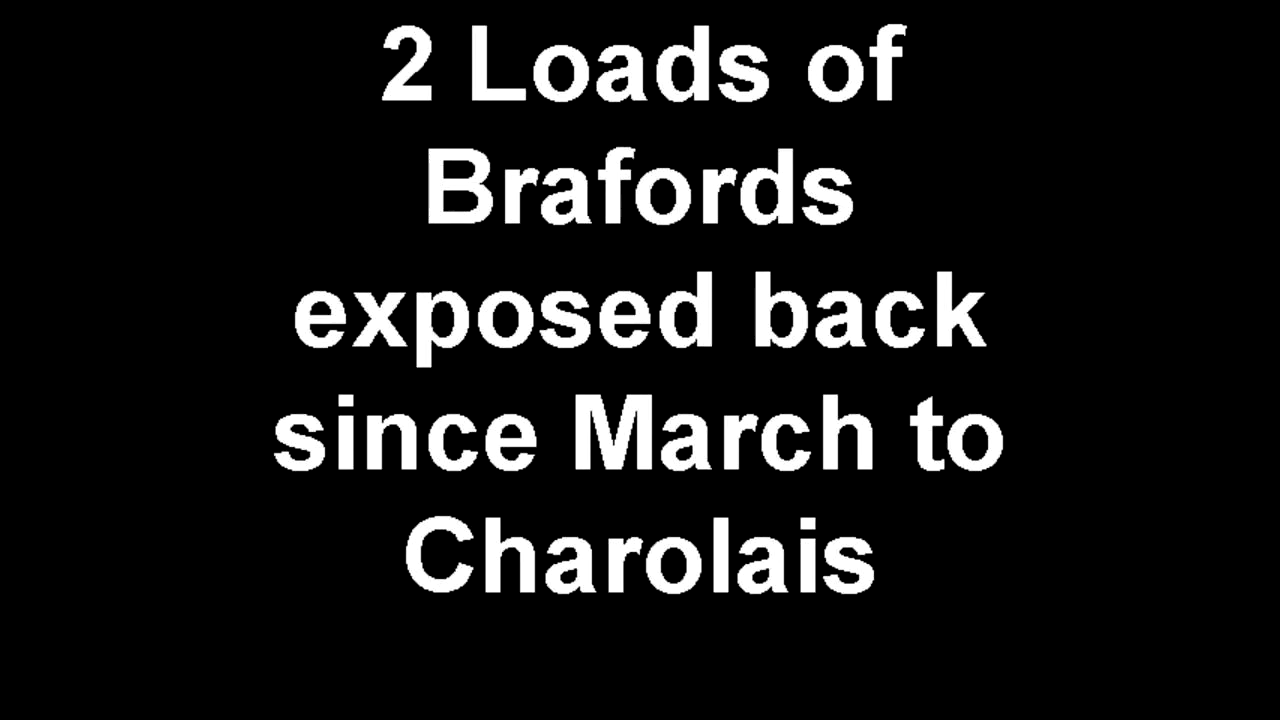 2 Loads of
Brafords
exposed back
since March to
Charolais